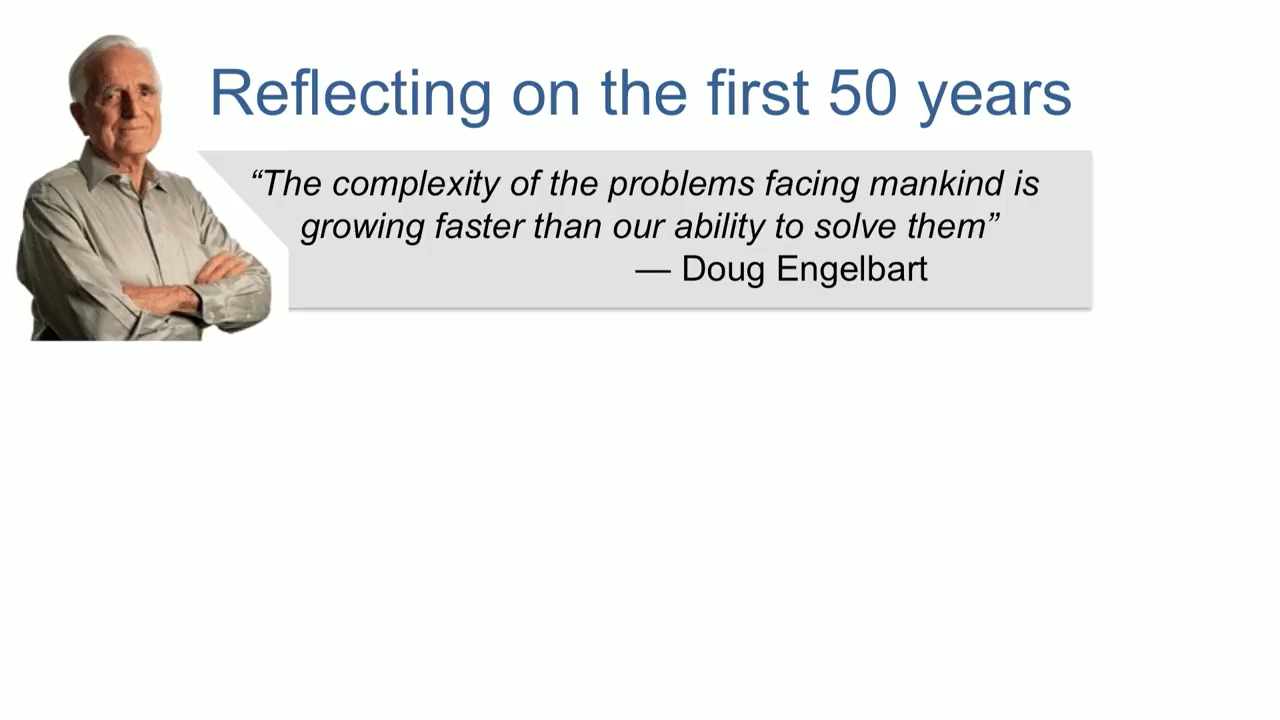 Reflecting on the first 50 years
“The complexity of the problems facing mankind is
growing faster than our ability to solve them”
— Doug Engelbart